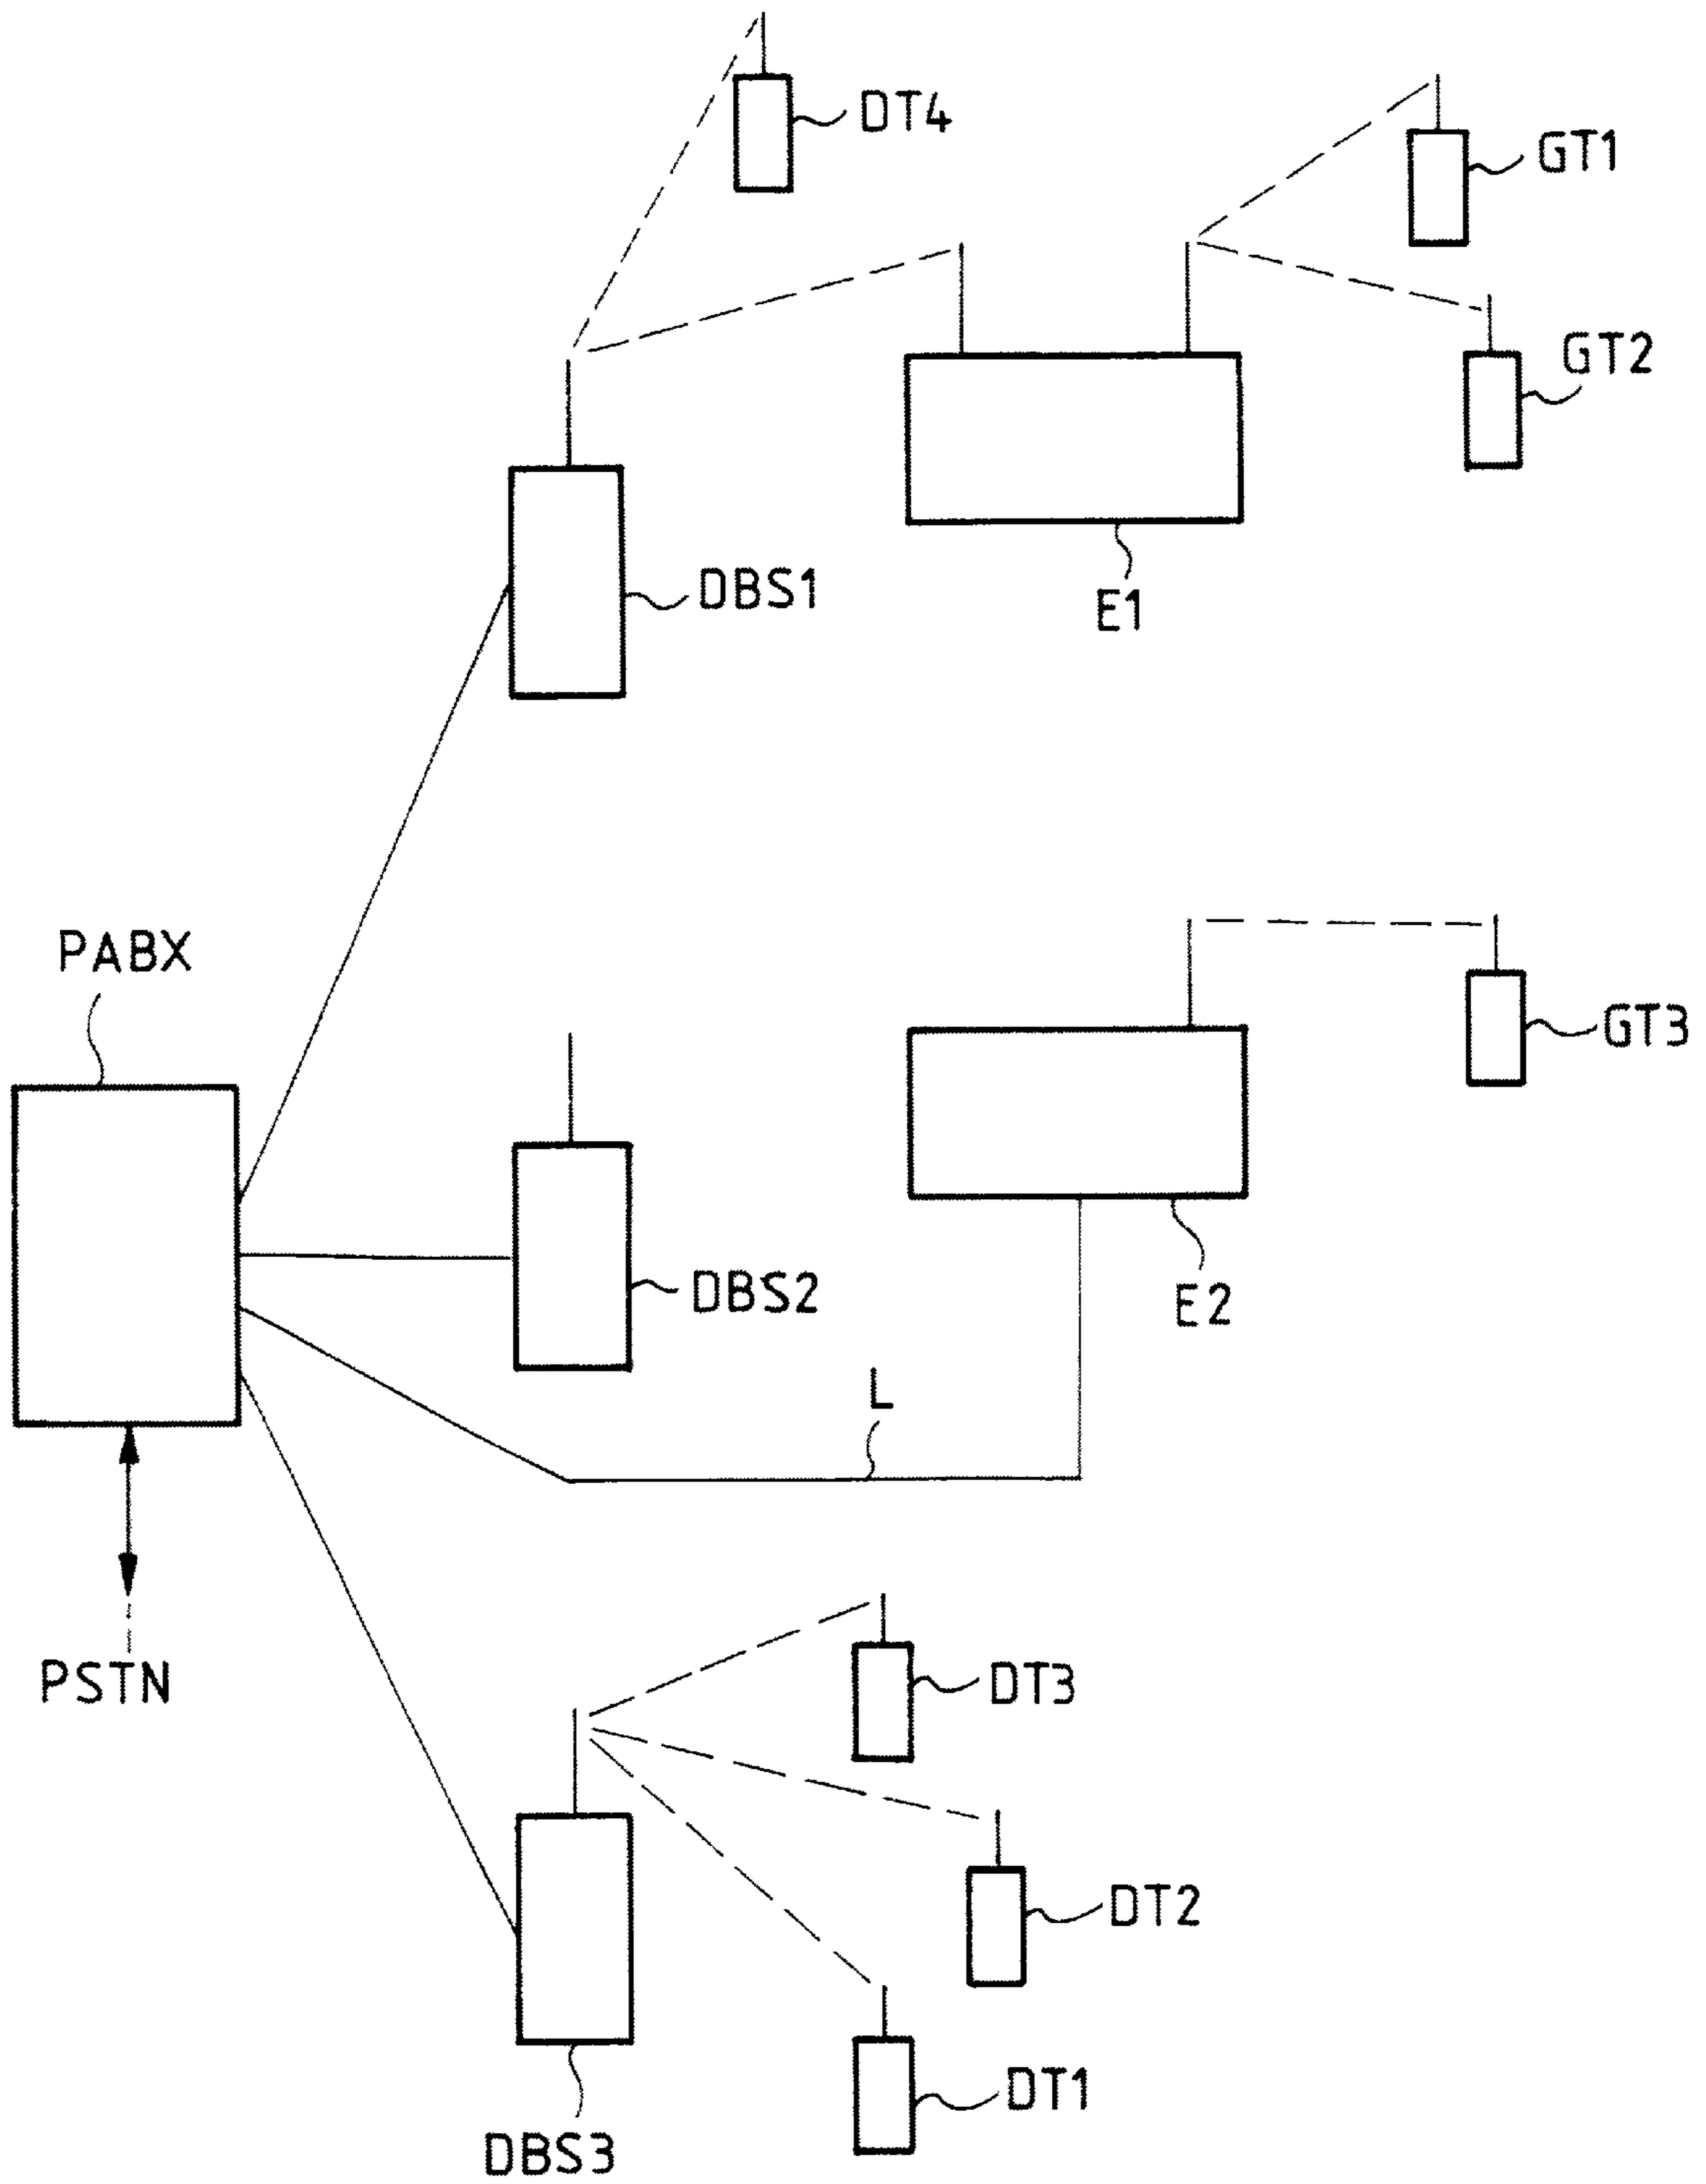 DT4
GT1
GT2
DBS1
E1
PABX
GT3
DBS2
E2
L
PSTN
DT3
DT2
DT1
DBS3